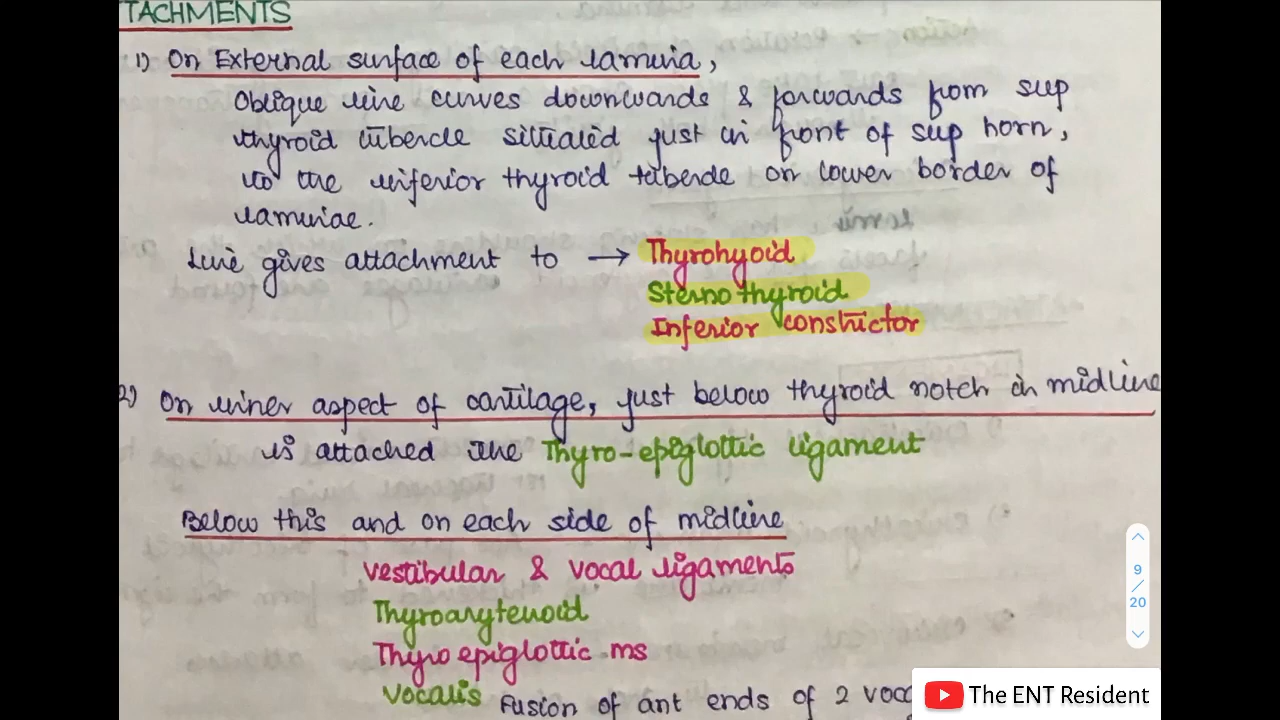 TACHMENTS
1) On External surface of each lamina,
Oblique line curves downwards & forwards from sup
thyroid tubercle situated just in front of sup horn,
to the inferior thyroid tubercle on lower border of
laminae.
Line gives attachment to → Thyrohyoid
Sternothyroid
Inferior constrictor
2) On inner aspect of cartilage, just below thyroid notch in midline
is attached the Thyro-epiglottic ligament
Below this and on each side of midline
vestibular & vocal ligaments
Thyroarytenoid
Thyro epiglottic ms
Vocalis Fusion of ant ends of 2 voc
9
/
20
The ENT Resident